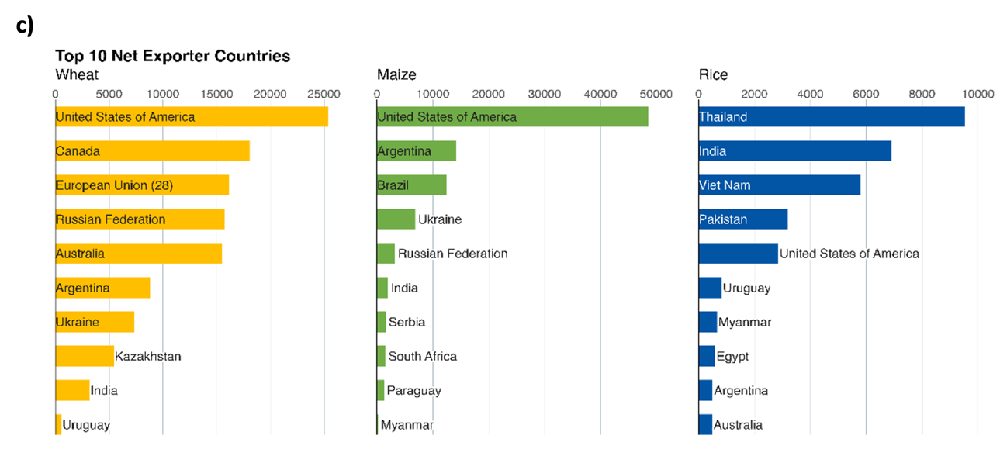 c)
Top 10 Net Exporter Countries
Wheat
0 5000 10000 15000 20000 25000
United States of America
Canada
European Union (28)
Russian Federation
Australia
Argentina
Ukraine
Kazakhstan
India
Uruguay
Maize
0 10000 20000 30000 40000 50000
United States of America
Argentina
Brazil
Ukraine
Russian Federation
India
Serbia
South Africa
Paraguay
Myanmar
Rice
0 2000 4000 6000 8000 10000
Thailand
India
Viet Nam
Pakistan
United States of America
Uruguay
Myanmar
Egypt
Argentina
Australia